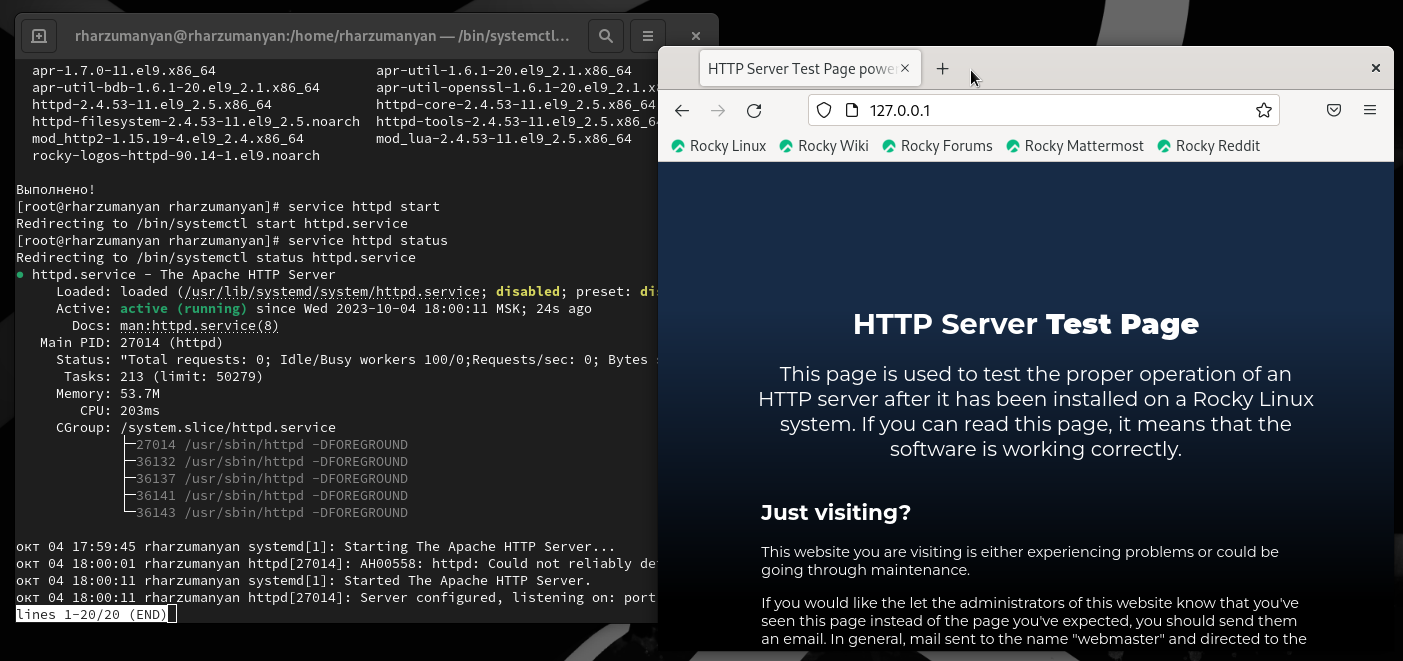 rharzumanyan@rharzumanyan:/home/rharzumanyan — /bin/systemctl...
apr-1.7.0-11.el9.x86_64 apr-util-1.6.1-20.el9_2.1.x86_64
apr-util-bdb-1.6.1-20.el9_2.1.x86_64 apr-util-openssl-1.6.1-20.el9_2.1.x86_
httpd-2.4.53-11.el9_2.5.x86_64 httpd-core-2.4.53-11.el9_2.5.x86_64
httpd-filesystem-2.4.53-11.el9_2.5.noarch httpd-tools-2.4.53-11.el9_2.5.x86_6
mod_http2-1.15.19-4.el9_2.4.x86_64 mod_lua-2.4.53-11.el9_2.5.x86_64
rocky-logos-httpd-90.14-1.el9.noarch
Выполнено!
[root@rharzumanyan rharzumanyan]# service httpd start
Redirecting to /bin/systemctl start httpd.service
[root@rharzumanyan rharzumanyan]# service httpd status
Redirecting to /bin/systemctl status httpd.service
● httpd.service - The Apache HTTP Server
Loaded: loaded (/usr/lib/systemd/system/httpd.service; disabled; preset: di
Active: active (running) since Wed 2023-10-04 18:00:11 MSK; 24s ago
Docs: man:httpd.service(8)
Main PID: 27014 (httpd)
Status: "Total requests: 0; Idle/Busy workers 100/0;Requests/sec: 0; Bytes
Tasks: 213 (limit: 50279)
Memory: 53.7M
CPU: 203ms
CGroup: /system.slice/httpd.service
├─27014 /usr/sbin/httpd -DFOREGROUND
├─36132 /usr/sbin/httpd -DFOREGROUND
├─36137 /usr/sbin/httpd -DFOREGROUND
├─36141 /usr/sbin/httpd -DFOREGROUND
└─36143 /usr/sbin/httpd -DFOREGROUND
окт 04 17:59:45 rharzumanyan systemd[1]: Starting The Apache HTTP Server...
окт 04 18:00:01 rharzumanyan httpd[27014]: AH00558: httpd: Could not reliably de
окт 04 18:00:11 rharzumanyan systemd[1]: Started The Apache HTTP Server.
окт 04 18:00:11 rharzumanyan httpd[27014]: Server configured, listening on: port
lines 1-20/20 (END)
HTTP Server Test Page powe
127.0.0.1
Rocky Linux Rocky Wiki Rocky Forums Rocky Mattermost Rocky Reddit
HTTP Server Test Page
This page is used to test the proper operation of an
HTTP server after it has been installed on a Rocky Linux
system. If you can read this page, it means that the
software is working correctly.
Just visiting?
This website you are visiting is either experiencing problems or could be
going through maintenance.
If you would like the let the administrators of this website know that you've
seen this page instead of the page you've expected, you should send them
an email. In general, mail sent to the name "webmaster" and directed to the